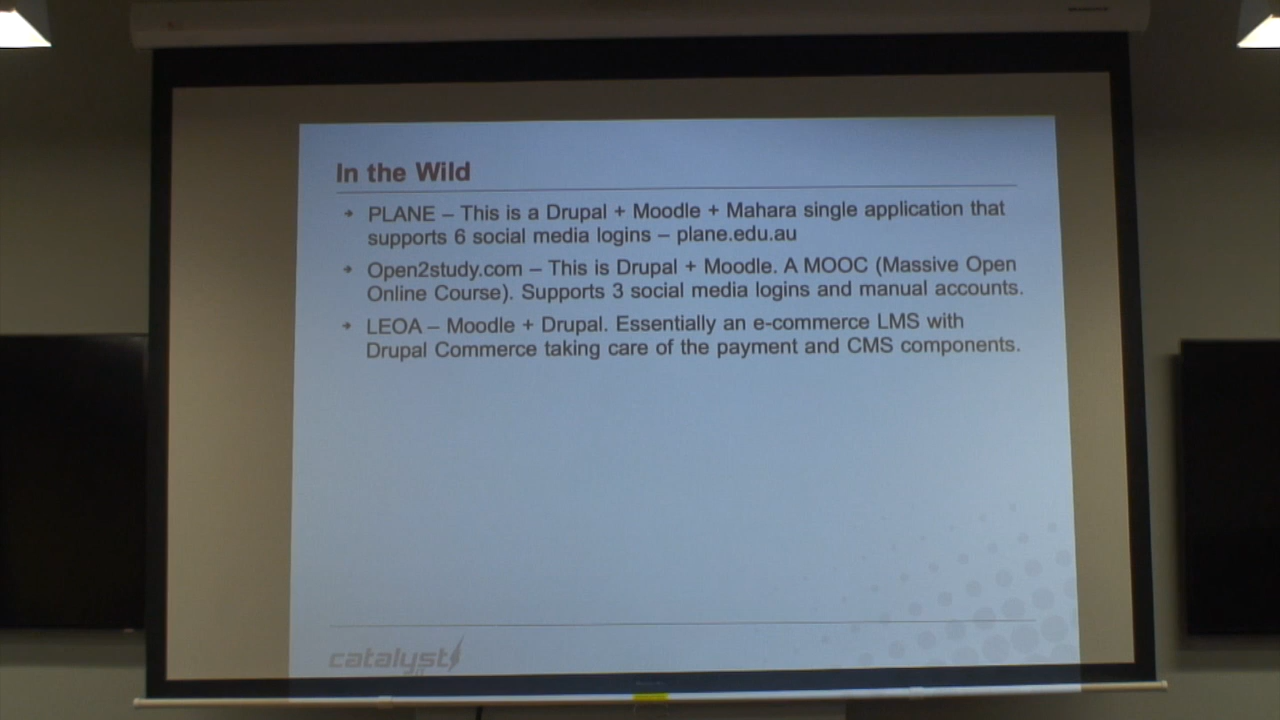 In the Wild
PLANE – This is a Drupal + Moodle + Mahara single application that
supports 6 social media logins – plane.edu.au
Open2study.com – This is Drupal + Moodle. A MOOC (Massive Open
Online Course). Supports 3 social media logins and manual accounts.
LEOA – Moodle + Drupal. Essentially an e-commerce LMS with
Drupal Commerce taking care of the payment and CMS components.
catalyst